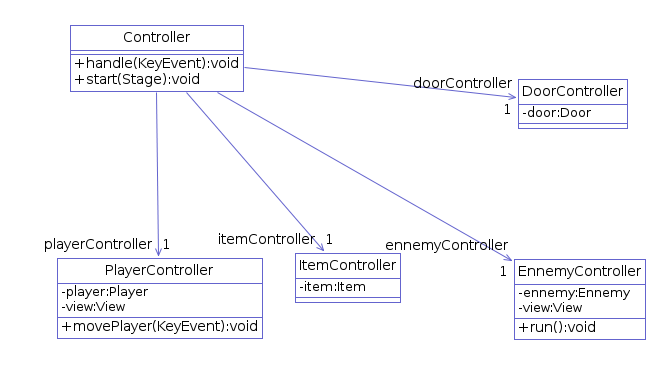 Controller
+handle(KeyEvent):void
+start(Stage):void
doorController
1
DoorController
-door:Door
playerController
1
itemController
1
ennemyController
1
PlayerController
-player:Player
-view:View
+movePlayer(KeyEvent):void
ItemController
-item:Item
EnnemyController
-ennemy:Ennemy
-view:View
+run():void